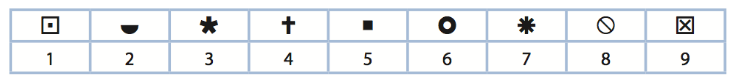 ⊡ ◒ * ✝ ■ O ✳ ⃠ ☒
1 2 3 4 5 6 7 8 9